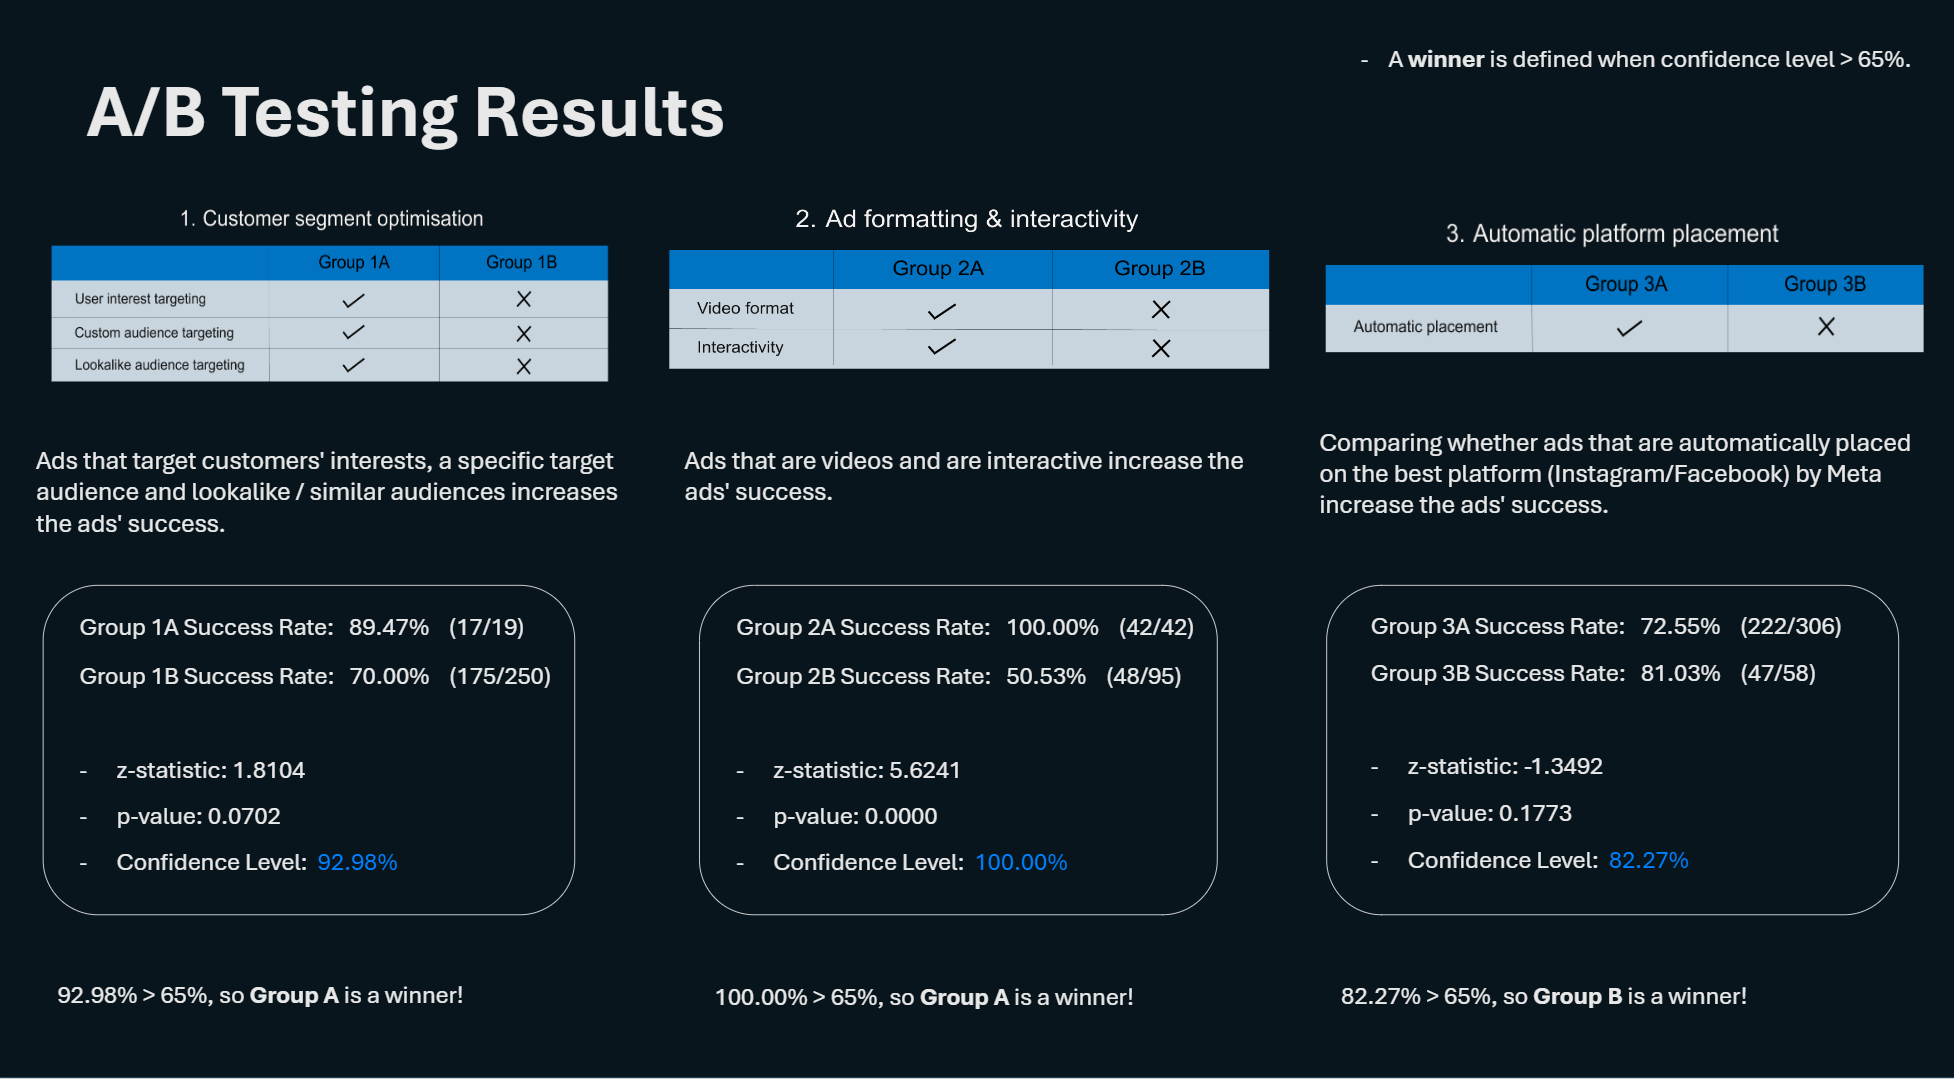 - A winner is defined when confidence level > 65%.
A/B Testing Results
1. Customer segment optimisation
Group 1A Group 1B
User interest targeting ✓ X
Custom audience targeting ✓ X
Lookalike audience targeting ✓ X
Ads that target customers' interests, a specific target
audience and lookalike / similar audiences increases
the ads' success.
Group 1A Success Rate: 89.47% (17/19)
Group 1B Success Rate: 70.00% (175/250)
- z-statistic: 1.8104
- p-value: 0.0702
- Confidence Level: 92.98%
92.98% > 65%, so Group A is a winner!
2. Ad formatting & interactivity
Group 2A Group 2B
Video format ✓ X
Interactivity ✓ X
Ads that are videos and are interactive increase the
ads' success.
Group 2A Success Rate: 100.00% (42/42)
Group 2B Success Rate: 50.53% (48/95)
- z-statistic: 5.6241
- p-value: 0.0000
- Confidence Level: 100.00%
100.00% > 65%, so Group A is a winner!
3. Automatic platform placement
Group 3A Group 3B
Automatic placement ✓ X
Comparing whether ads that are automatically placed
on the best platform (Instagram/Facebook) by Meta
increase the ads' success.
Group 3A Success Rate: 72.55% (222/306)
Group 3B Success Rate: 81.03% (47/58)
- z-statistic: -1.3492
- p-value: 0.1773
- Confidence Level: 82.27%
82.27% > 65%, so Group B is a winner!